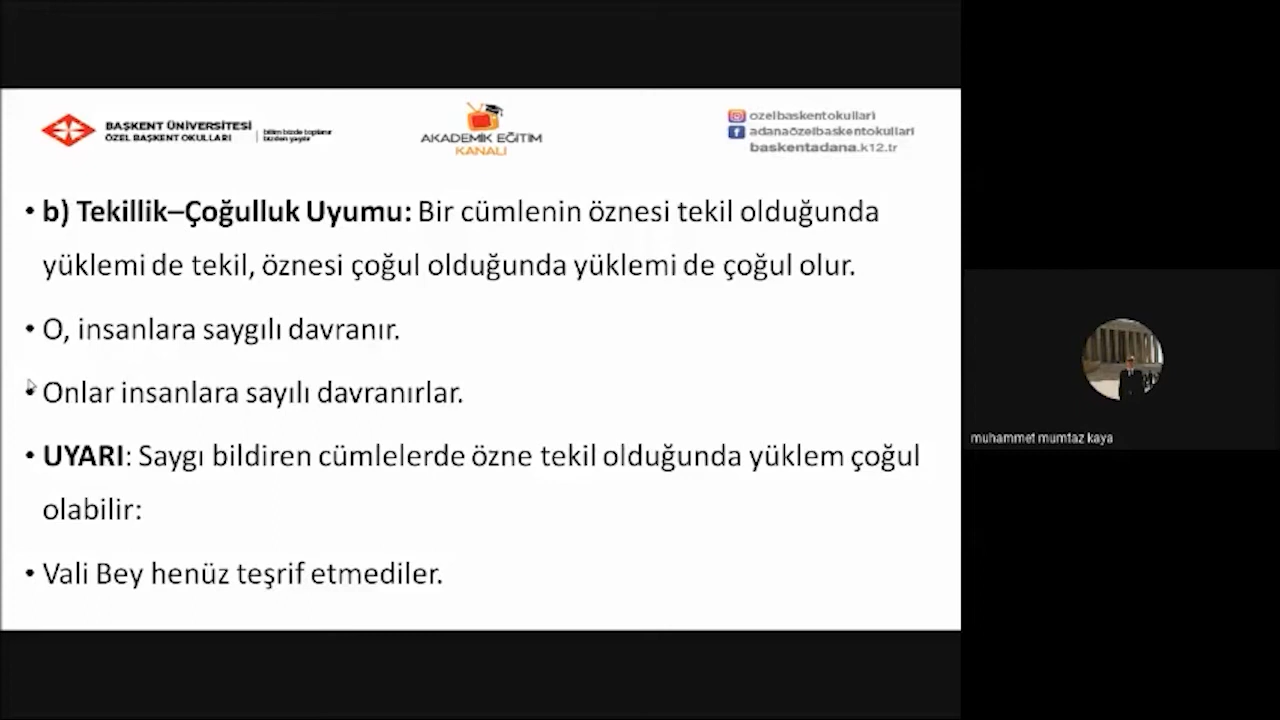 BAŞKENT ÜNİVERSİTESİ
ÖZEL BAŞKENT OKULLARI
bilim bizde toplanır
bizden yayılır
AKADEMİK EĞİTİM
KANALI
ozelbaskentokullari
adanaözelbaskentokullari
baskentadana.k12.tr
• b) Tekillik–Çoğulluk Uyumu: Bir cümlenin öznesi tekil olduğunda
yüklemi de tekil, öznesi çoğul olduğunda yüklemi de çoğul olur.
• O, insanlara saygılı davranır.
• Onlar insanlara sayılı davranırlar.
• UYARI: Saygı bildiren cümlelerde özne tekil olduğunda yüklem çoğul
olabilir:
• Vali Bey henüz teşrif etmediler.
muhammet mumtaz kaya